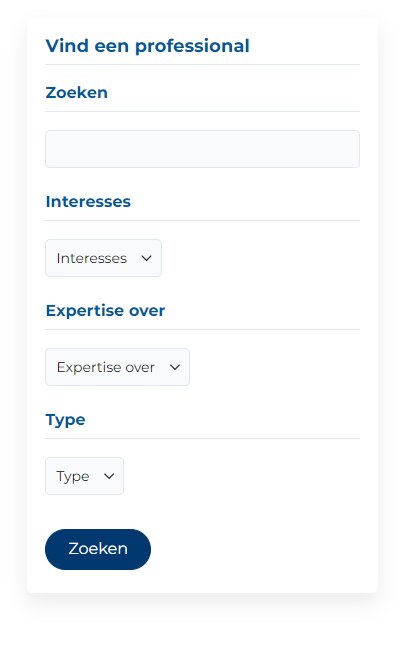 Vind een professional
Zoeken
Interesses
Interesses
Expertise over
Expertise over
Type
Type
Zoeken